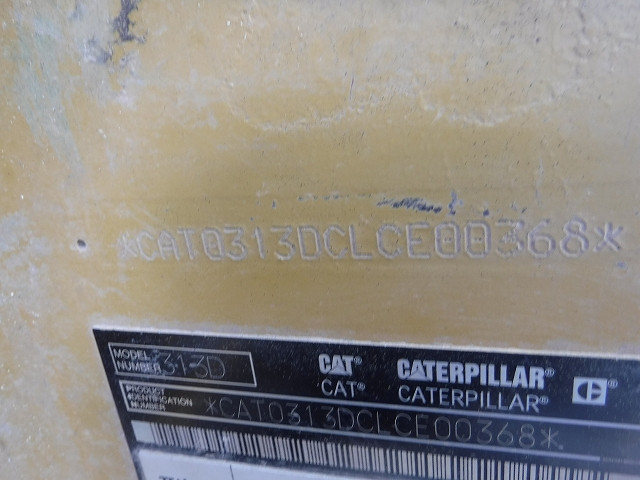 *CAT0313DCLCE00368*
MODEL NUMBER 313D
CAT® CATERPILLAR®
CAT® CATERPILLAR®
PRODUCT IDENTIFICATION NUMBER *CAT0313DCLCE00368*